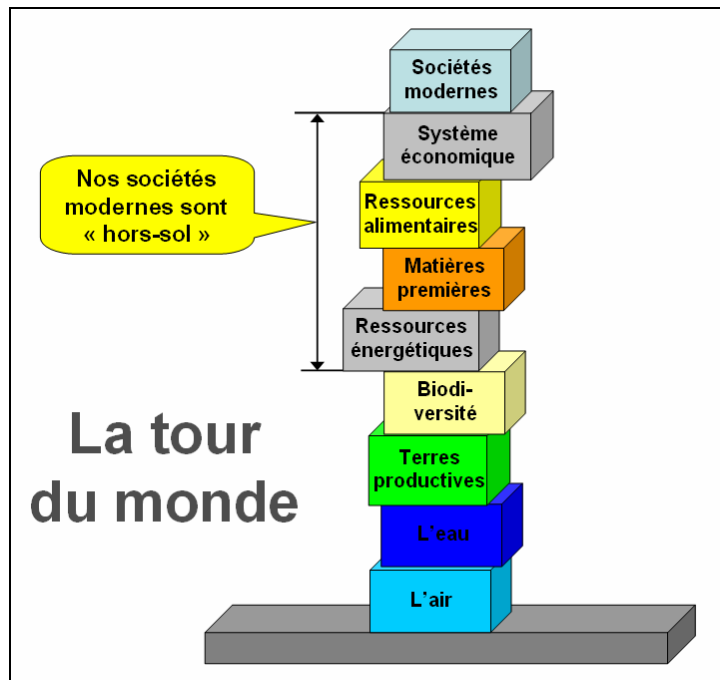 Sociétés
modernes
Système
économique
Nos sociétés
modernes sont
« hors-sol »
Ressources
alimentaires
Matières
premières
Ressources
énergétiques
Biodi-
versité
La tour
du monde
Terres
productives
L'eau
L'air